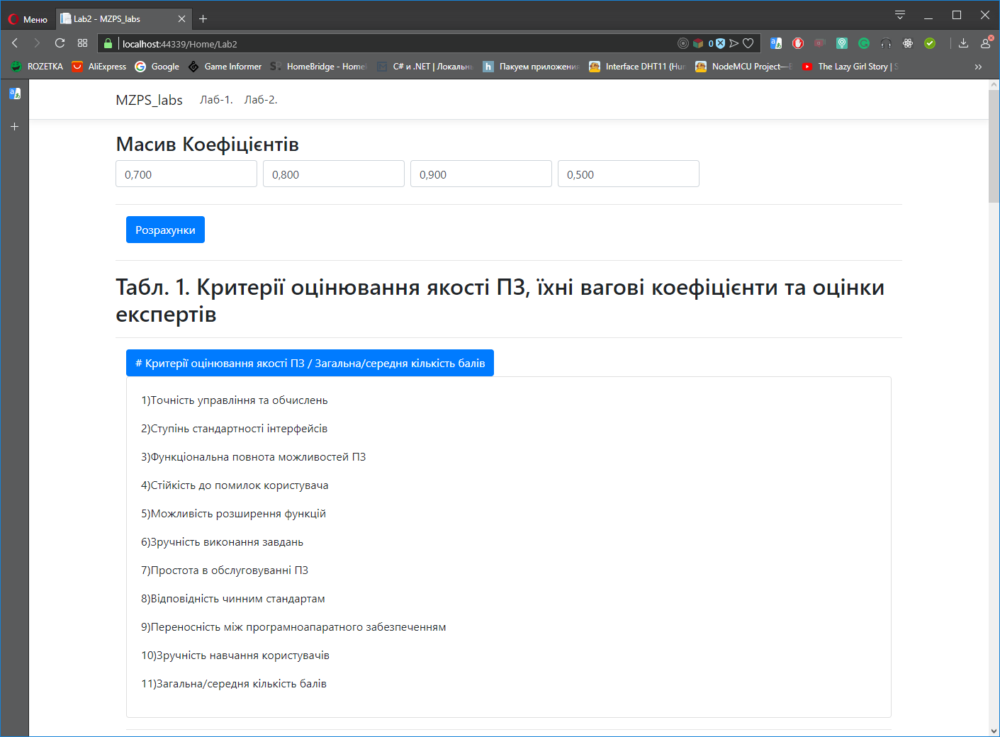 Меню
Lab2 - MZPS_labs
localhost:44339/Home/Lab2
0
ROZETKA
AliExpress
Google
Game Informer
HomeBridge - Home
C# и .NET | Локальн
Пакуем приложения
Interface DHT11 (Hur
NodeMCU Project—
The Lazy Girl Story |
MZPS_labs
Лаб-1.
Лаб-2.
Масив Коефіцієнтів
0,700
0,800
0,900
0,500
Розрахунки
Табл. 1. Критерії оцінювання якості ПЗ, їхні вагові коефіцієнти та оцінки
експертів
# Критерії оцінювання якості ПЗ / Загальна/середня кількість балів
1)Точність управління та обчислень
2)Ступінь стандартності інтерфейсів
3)Функціональна повнота можливостей ПЗ
4)Стійкість до помилок користувача
5)Можливість розширення функцій
6)Зручність виконання завдань
7)Простота в обслуговуванні ПЗ
8)Відповідність чинним стандартам
9)Переносність між програмноапаратного забезпеченням
10)Зручність навчання користувачів
11)Загальна/середня кількість балів